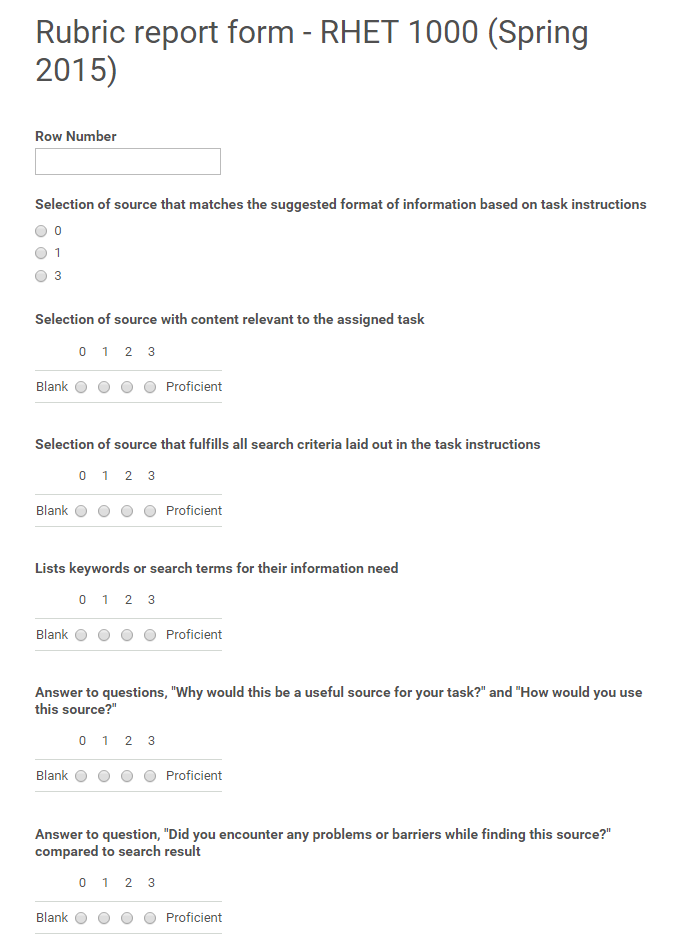 Rubric report form - RHET 1000 (Spring
2015)
Row Number
Selection of source that matches the suggested format of information based on task instructions
0
1
3
Selection of source with content relevant to the assigned task
0 1 2 3
Blank Proficient
Selection of source that fulfills all search criteria laid out in the task instructions
0 1 2 3
Blank Proficient
Lists keywords or search terms for their information need
0 1 2 3
Blank Proficient
Answer to questions, "Why would this be a useful source for your task?" and "How would you use
this source?"
0 1 2 3
Blank Proficient
Answer to question, "Did you encounter any problems or barriers while finding this source?"
compared to search result
0 1 2 3
Blank Proficient